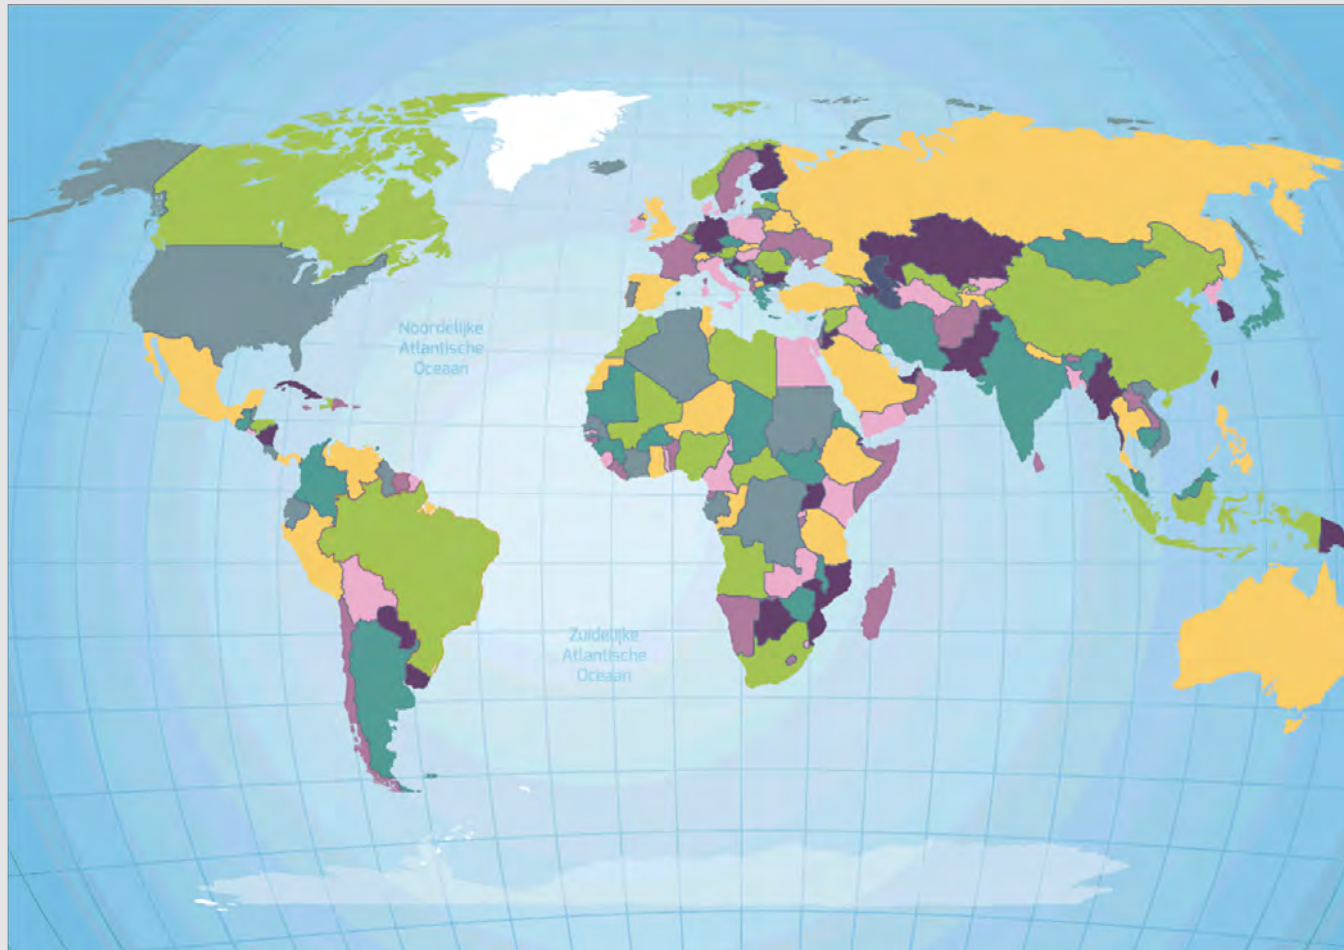 Noordelijke
Atlantische
Oceaan
Zuidelijke
Atlantische
Oceaan